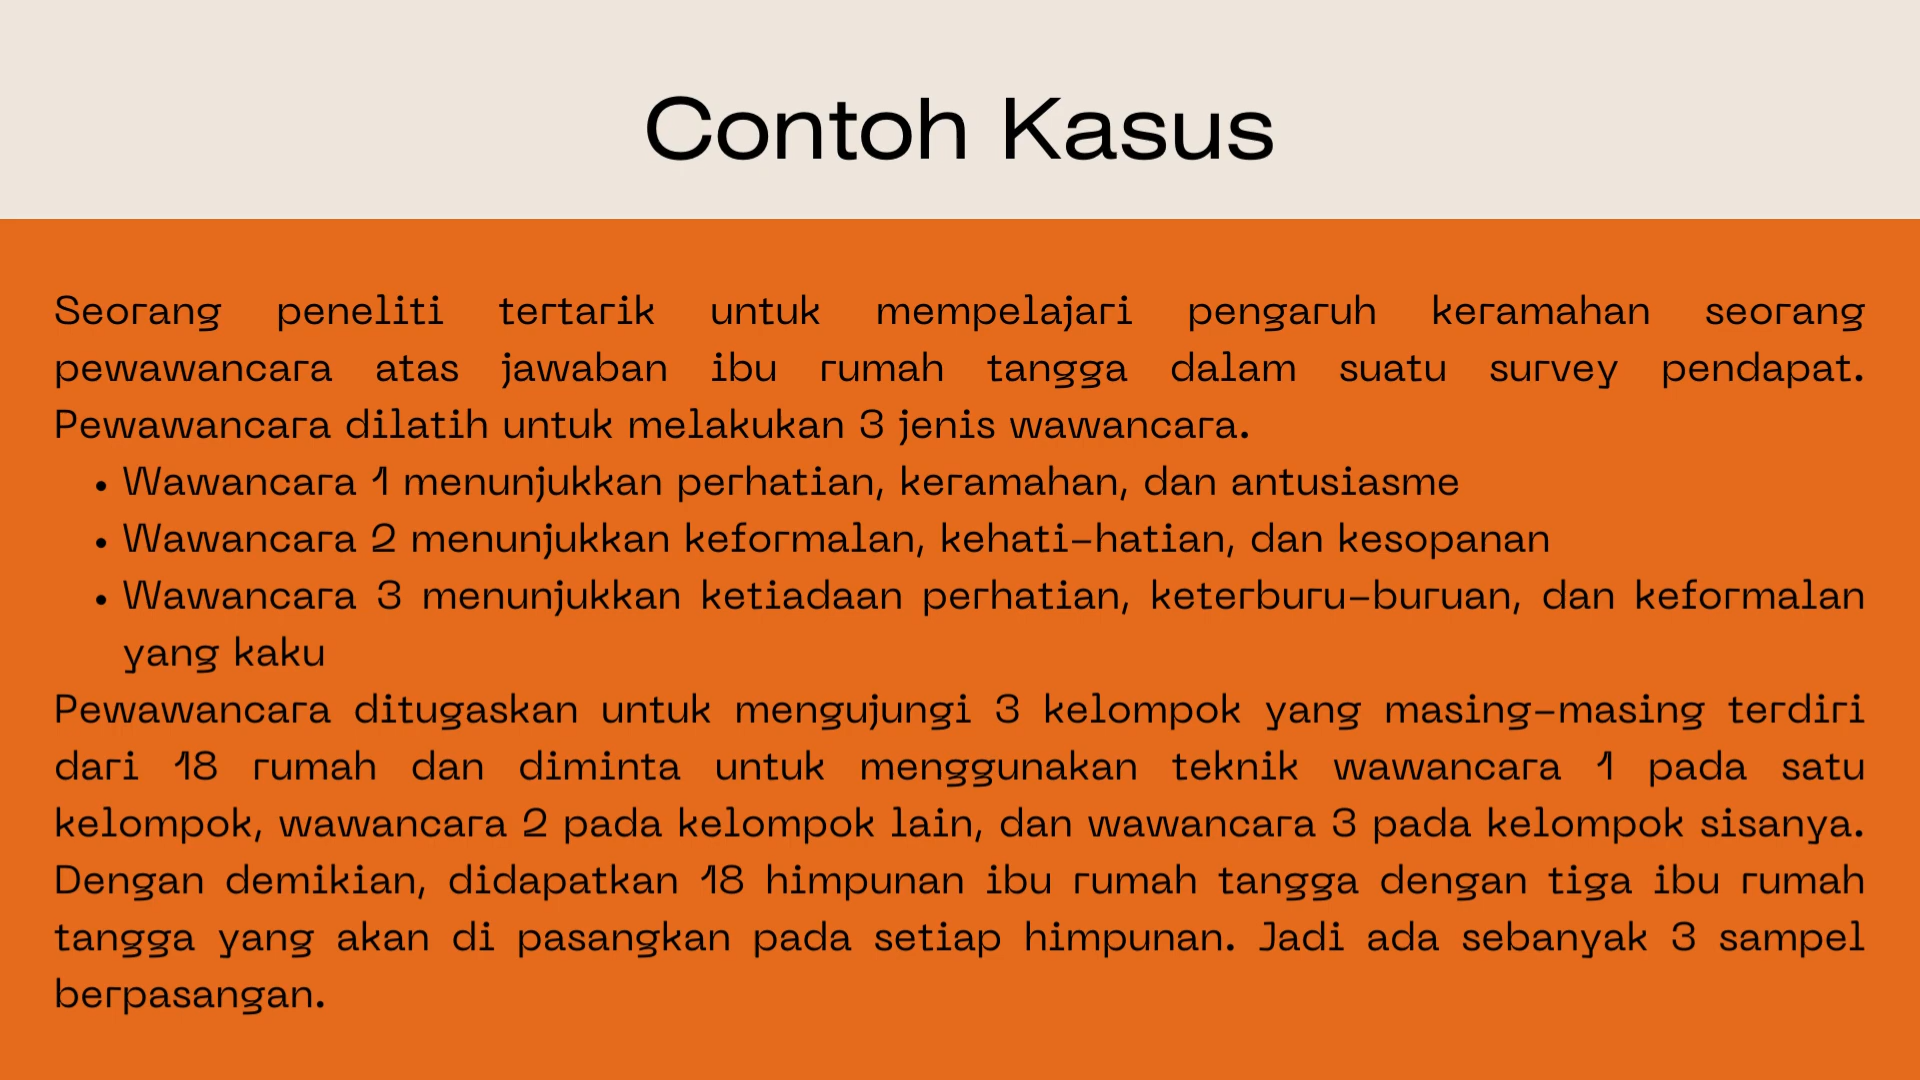 Contoh Kasus
Seorang peneliti tertarik untuk mempelajari pengaruh keramahan seorang
pewawancara atas jawaban ibu rumah tangga dalam suatu survey pendapat.
Pewawancara dilatih untuk melakukan 3 jenis wawancara.
• Wawancara 1 menunjukkan perhatian, keramahan, dan antusiasme
• Wawancara 2 menunjukkan keformalan, kehati-hatian, dan kesopanan
• Wawancara 3 menunjukkan ketiadaan perhatian, keterburu-buruan, dan keformalan
yang kaku
Pewawancara ditugaskan untuk mengujungi 3 kelompok yang masing-masing terdiri
dari 18 rumah dan diminta untuk menggunakan teknik wawancara 1 pada satu
kelompok, wawancara 2 pada kelompok lain, dan wawancara 3 pada kelompok sisanya.
Dengan demikian, didapatkan 18 himpunan ibu rumah tangga dengan tiga ibu rumah
tangga yang akan di pasangkan pada setiap himpunan. Jadi ada sebanyak 3 sampel
berpasangan.